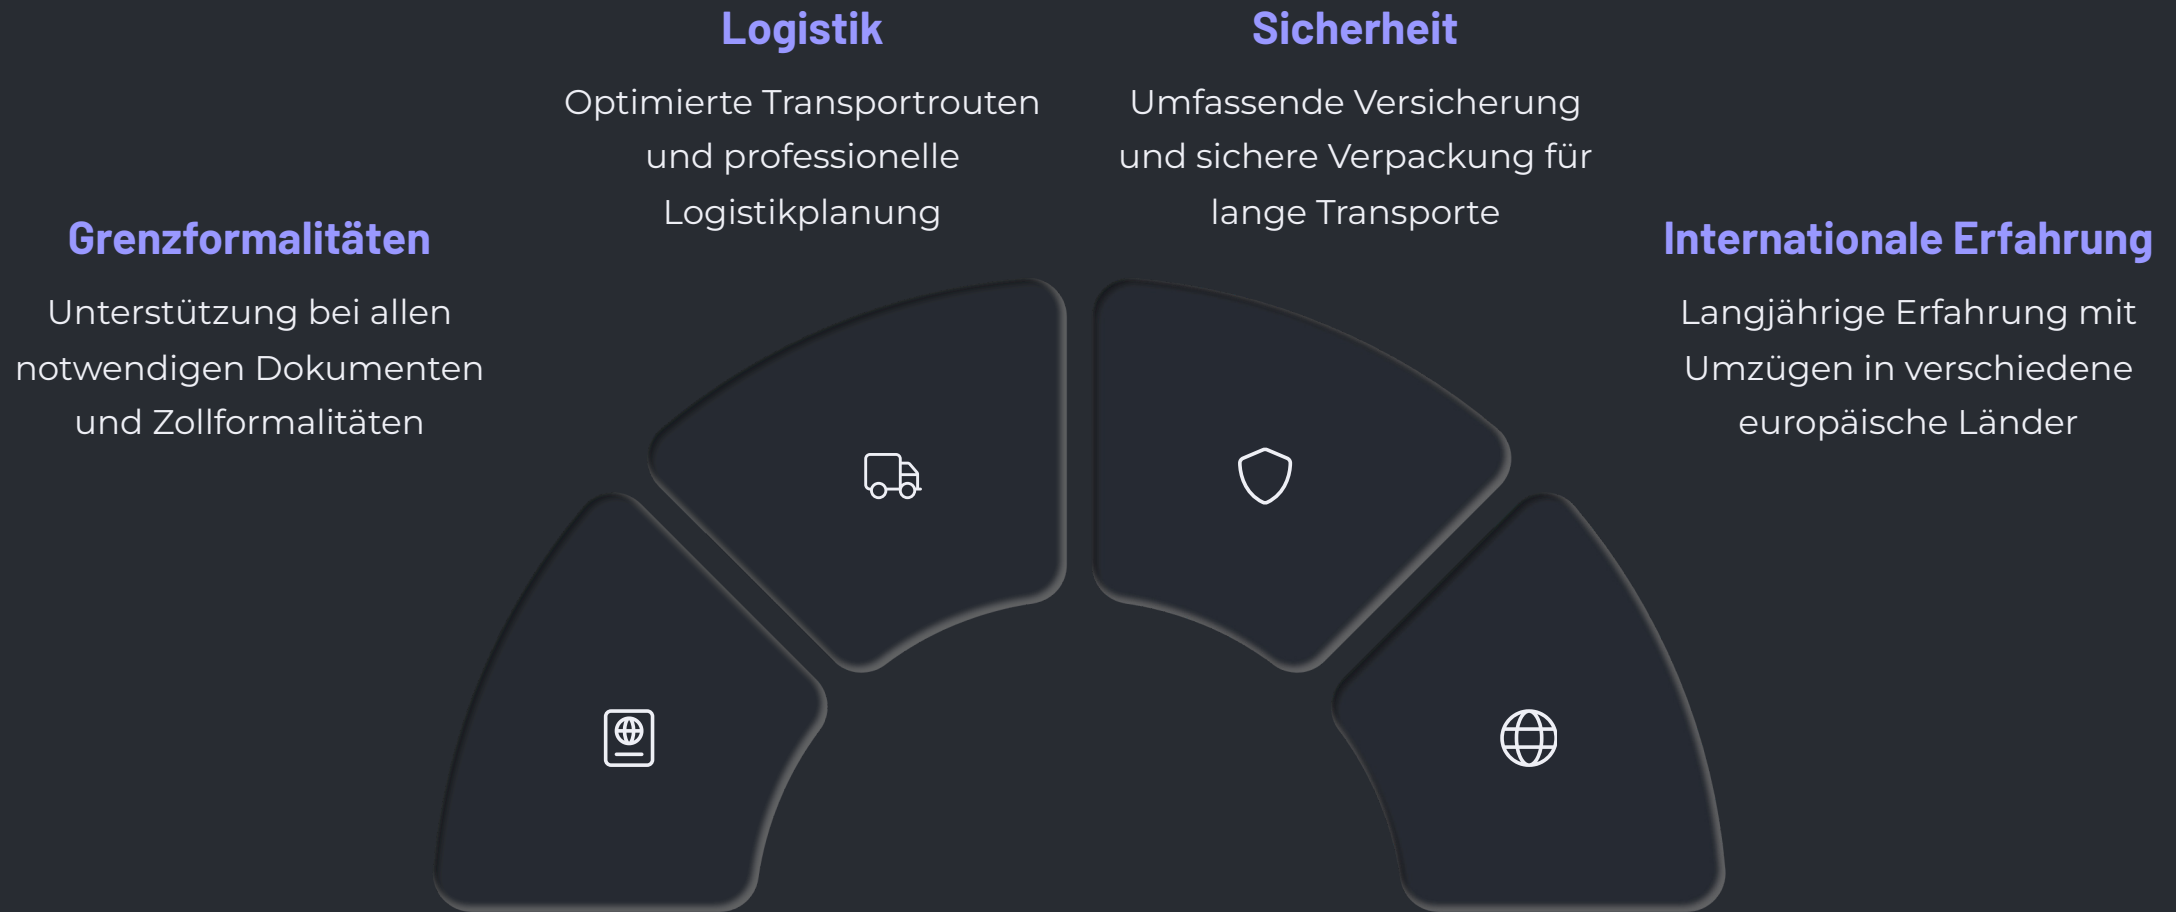 Logistik
Optimierte Transportrouten
und professionelle
Logistikplanung
Sicherheit
Umfassende Versicherung
und sichere Verpackung für
lange Transporte
Grenzformalitäten
Unterstützung bei allen
notwendigen Dokumenten
und Zollformalitäten
Internationale Erfahrung
Langjährige Erfahrung mit
Umzügen in verschiedene
europäische Länder